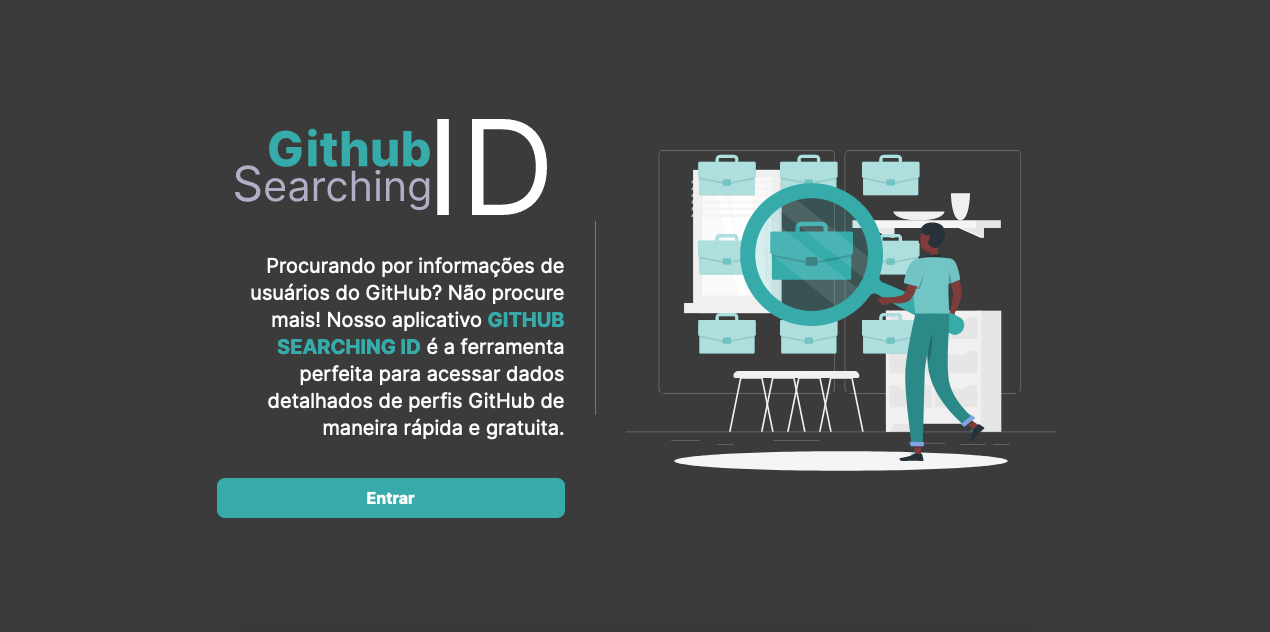 Github
Searching
ID
Procurando por informações de
usuários do GitHub? Não procure
mais! Nosso aplicativo GITHUB
SEARCHING ID é a ferramenta
perfeita para acessar dados
detalhados de perfis GitHub de
maneira rápida e gratuita.
Entrar